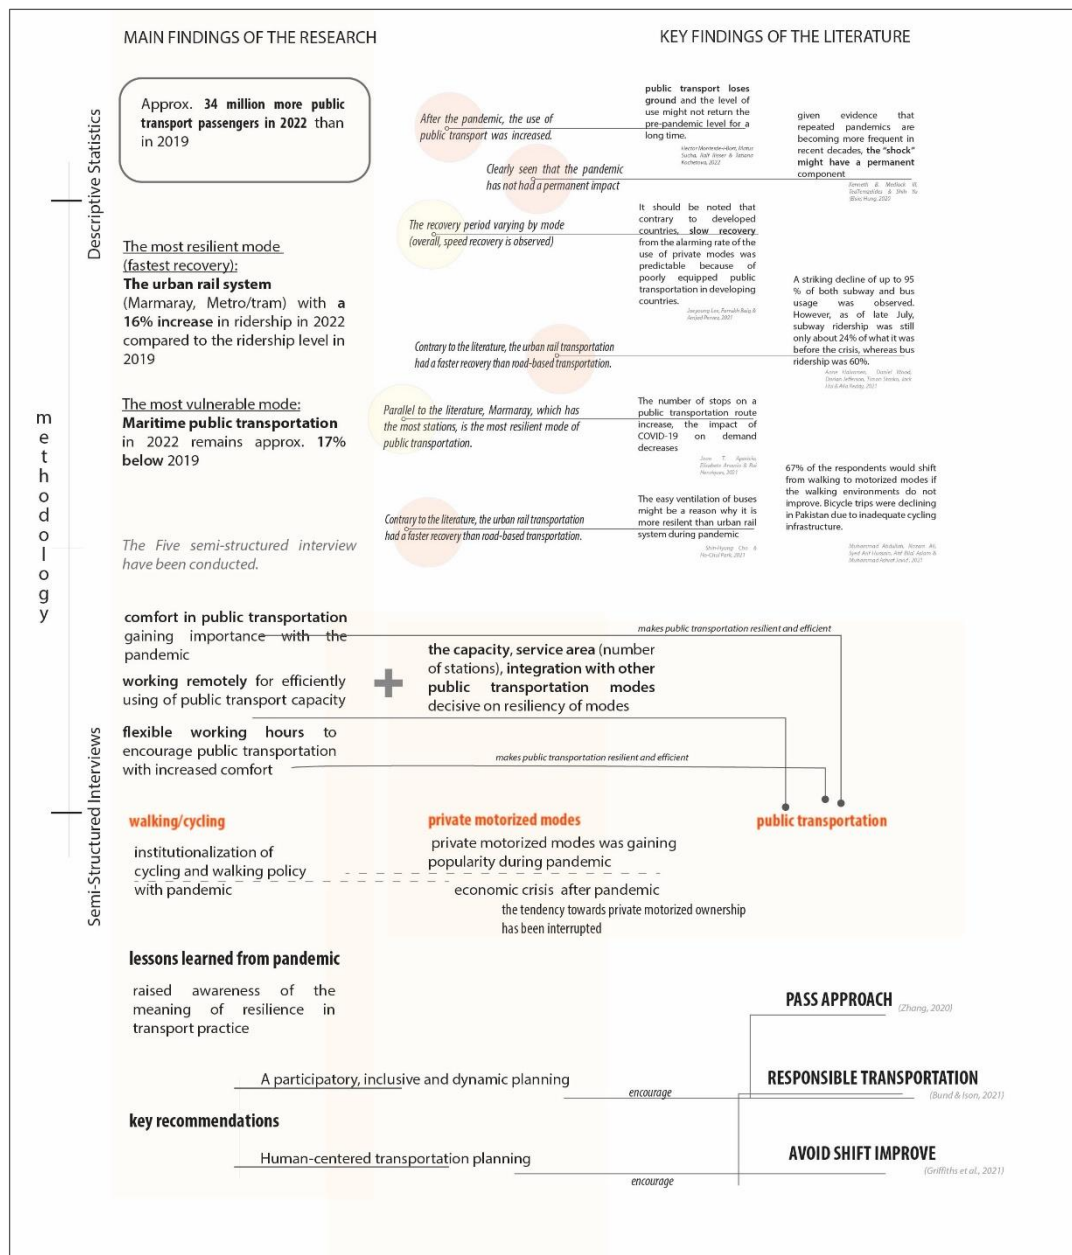 MAIN FINDINGS OF THE RESEARCH
KEY FINDINGS OF THE LITERATURE
methodology
Descriptive Statistics
Approx. 34 million more public
transport passengers in 2022 than
in 2019
After the pandemic, the use of
public transport was increased.
public transport loses
ground and the level of
use might not return the
pre-pandemic level for a
long time.
given evidence that
repeated pandemics are
becoming more frequent in
recent decades, the "shock"
might have a permanent
component
Clearly seen that the pandemic
has not had a permanent impact
The recovery period varying by mode
(overall, speed recovery is observed)
It should be noted that
contrary to developed
countries, slow recovery
from the alarming rate of the
use of private modes was
predictable because of
poorly equipped public
transportation in developing
countries.
The most resilient mode
(fastest recovery):
The urban rail system
(Marmaray, Metro/tram) with a
16% increase in ridership in 2022
compared to the ridership level in
2019
A striking decline of up to 95
% of both subway and bus
usage was observed.
However, as of late July,
subway ridership was still
only about 24% of what it was
before the crisis, whereas bus
ridership was 60%.
Contrary to the literature, the urban rail transportation
had a faster recovery than road-based transportation.
The most vulnerable mode:
Maritime public transportation
in 2022 remains approx. 17%
below 2019
Parallel to the literature, Marmaray, which has
the most stations, is the most resilient mode of
public transportation.
The number of stops on a
public transportation route
increase, the impact of
COVID-19 on demand
decreases
67% of the respondents would shift
from walking to motorized modes if
the walking environments do not
improve. Bicycle trips were declining
in Pakistan due to inadequate cycling
infrastructure.
Contrary to the literature, the urban rail transportation
had a faster recovery than road-based transportation.
The easy ventilation of buses
might be a reason why it is
more resilent than urban rail
system during pandemic
Semi-Structured Interviews
The Five semi-structured interview
have been conducted.
comfort in public transportation
gaining importance with the
pandemic
working remotely for efficiently
using of public transport capacity
flexible working hours to
encourage public transportation
with increased comfort
+
the capacity, service area (number
of stations), integration with other
public transportation modes
decisive on resiliency of modes
makes public transportation resilient and efficient
makes public transportation resilient and efficient
walking/cycling
private motorized modes
public transportation
institutionalization of
cycling and walking policy
with pandemic
private motorized modes was gaining
popularity during pandemic
economic crisis after pandemic
the tendency towards private motorized ownership
has been interrupted
lessons learned from pandemic
raised awareness of the
meaning of resilience in
transport practice
PASS APPROACH
(Zhang, 2020)
A participatory, inclusive and dynamic planning
encourage
RESPONSIBLE TRANSPORTATION
(Bund & Ison, 2021)
key recommendations
Human-centered transportation planning
encourage
AVOID SHIFT IMPROVE
(Griffiths et al., 2021)